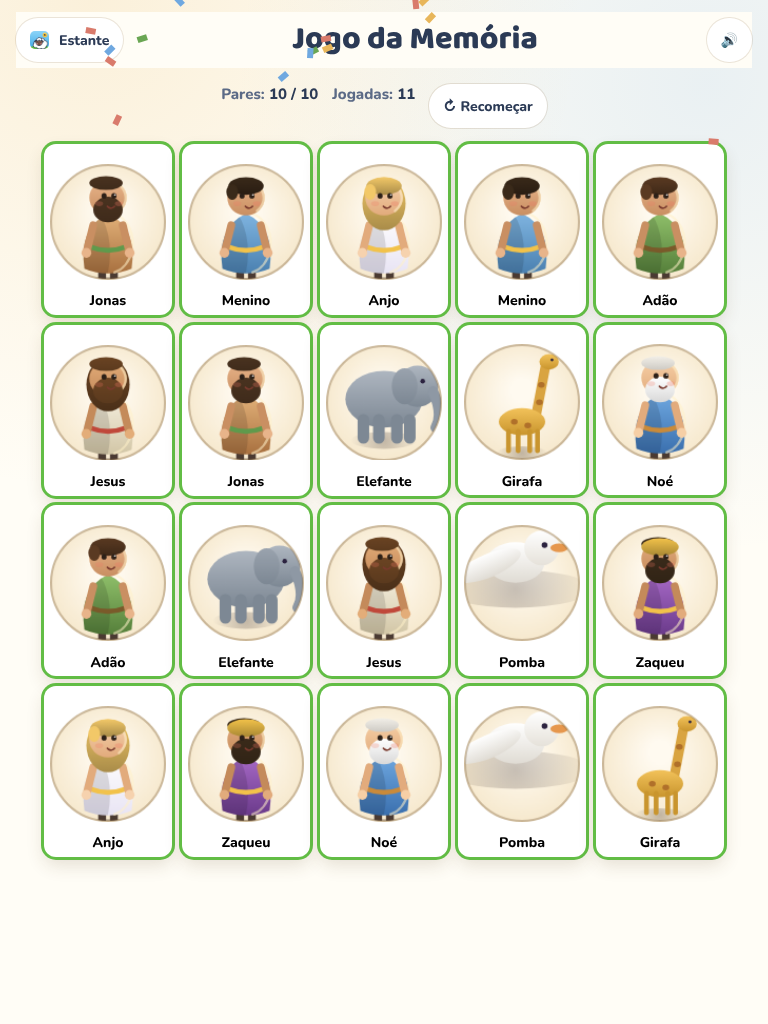 Estante
Jogo da Memória
Pares: 10 / 10 Jogadas: 11
↻ Recomeçar
Jonas Menino Anjo Menino Adão
Jesus Jonas Elefante Girafa Noé
Adão Elefante Jesus Pomba Zaqueu
Anjo Zaqueu Noé Pomba Girafa